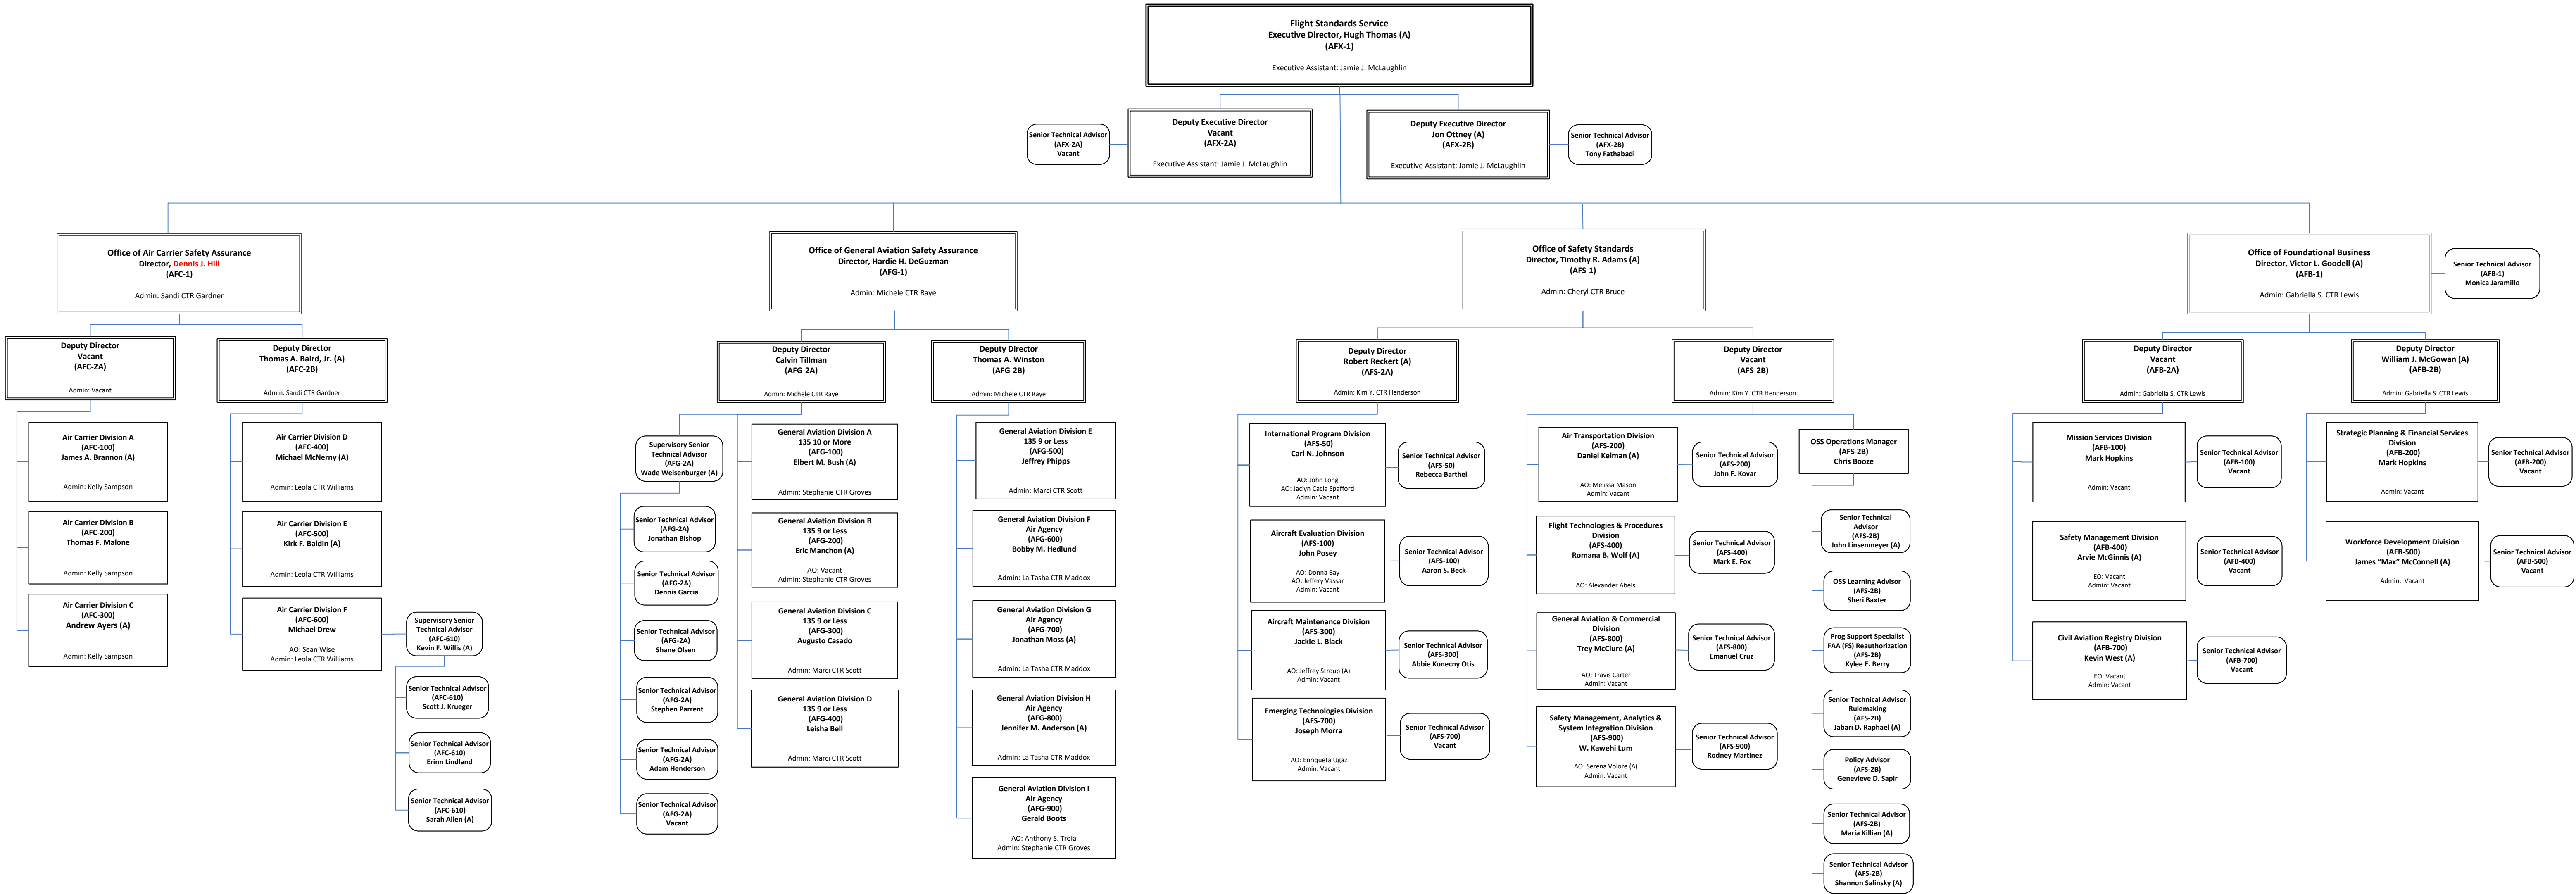 Flight Standards Service
Executive Director, Hugh Thomas (A)
(AFX-1)
Executive Assistant: Jamie J. McLaughlin
Senior Technical Advisor
(AFX-2A)
Vacant
Deputy Executive Director
Vacant
(AFX-2A)
Executive Assistant: Jamie J. McLaughlin
Deputy Executive Director
Jon Ottney (A)
(AFX-2B)
Executive Assistant: Jamie J. McLaughlin
Senior Technical Advisor
(AFX-2B)
Tony Fathabadi
Office of Air Carrier Safety Assurance
Director, Dennis J. Hill
(AFC-1)
Admin: Sandi CTR Gardner
Deputy Director
Vacant
(AFC-2A)
Admin: Vacant
Air Carrier Division A
(AFC-100)
James A. Brannon (A)
Admin: Kelly Sampson
Air Carrier Division B
(AFC-200)
Thomas F. Malone
Admin: Kelly Sampson
Air Carrier Division C
(AFC-300)
Andrew Ayers (A)
Admin: Kelly Sampson
Deputy Director
Thomas A. Baird, Jr. (A)
(AFC-2B)
Admin: Sandi CTR Gardner
Air Carrier Division D
(AFC-400)
Michael McNerny (A)
Admin: Leola CTR Williams
Air Carrier Division E
(AFC-500)
Kirk F. Baldin (A)
Admin: Leola CTR Williams
Air Carrier Division F
(AFC-600)
Michael Drew
AO: Sean Wise
Admin: Leola CTR Williams
Supervisory Senior
Technical Advisor
(AFC-610)
Kevin F. Willis (A)
Senior Technical Advisor
(AFC-610)
Scott J. Krueger
Senior Technical Advisor
(AFC-610)
Erinn Lindland
Senior Technical Advisor
(AFC-610)
Sarah Allen (A)
Office of General Aviation Safety Assurance
Director, Hardie H. DeGuzman
(AFG-1)
Admin: Michele CTR Raye
Deputy Director
Calvin Tillman
(AFG-2A)
Admin: Michele CTR Raye
Supervisory Senior
Technical Advisor
(AFG-2A)
Wade Weisenburger (A)
Senior Technical Advisor
(AFG-2A)
Jonathan Bishop
Senior Technical Advisor
(AFG-2A)
Dennis Garcia
Senior Technical Advisor
(AFG-2A)
Shane Olsen
Senior Technical Advisor
(AFG-2A)
Stephen Parrent
Senior Technical Advisor
(AFG-2A)
Adam Henderson
Senior Technical Advisor
(AFG-2A)
Vacant
General Aviation Division A
135 10 or More
(AFG-100)
Elbert M. Bush (A)
Admin: Stephanie CTR Groves
General Aviation Division B
135 9 or Less
(AFG-200)
Eric Manchon (A)
AO: Vacant
Admin: Stephanie CTR Groves
General Aviation Division C
135 9 or Less
(AFG-300)
Augusto Casado
Admin: Marci CTR Scott
General Aviation Division D
135 9 or Less
(AFG-400)
Leisha Bell
Admin: Marci CTR Scott
Deputy Director
Thomas A. Winston
(AFG-2B)
Admin: Michele CTR Raye
General Aviation Division E
135 9 or Less
(AFG-500)
Jeffrey Phipps
Admin: Marci CTR Scott
General Aviation Division F
Air Agency
(AFG-600)
Bobby M. Hedlund
Admin: La Tasha CTR Maddox
General Aviation Division G
Air Agency
(AFG-700)
Jonathan Moss (A)
Admin: La Tasha CTR Maddox
General Aviation Division H
Air Agency
(AFG-800)
Jennifer M. Anderson (A)
Admin: La Tasha CTR Maddox
General Aviation Division I
Air Agency
(AFG-900)
Gerald Boots
AO: Anthony S. Troia
Admin: Stephanie CTR Groves
Office of Safety Standards
Director, Timothy R. Adams (A)
(AFS-1)
Admin: Cheryl CTR Bruce
Deputy Director
Robert Reckert (A)
(AFS-2A)
Admin: Kim Y. CTR Henderson
International Program Division
(AFS-50)
Carl N. Johnson
AO: John Long
AO: Jaclyn Cacia Spafford
Admin: Vacant
Senior Technical Advisor
(AFS-50)
Rebecca Barthel
Aircraft Evaluation Division
(AFS-100)
John Posey
AO: Donna Bay
AO: Jeffery Vassar
Admin: Vacant
Senior Technical Advisor
(AFS-100)
Aaron S. Beck
Aircraft Maintenance Division
(AFS-300)
Jackie L. Black
AO: Jeffrey Stroup (A)
Admin: Vacant
Senior Technical Advisor
(AFS-300)
Abbie Konecny Otis
Emerging Technologies Division
(AFS-700)
Joseph Morra
AO: Enriqueta Ugaz
Admin: Vacant
Senior Technical Advisor
(AFS-700)
Vacant
Deputy Director
Vacant
(AFS-2B)
Admin: Kim Y. CTR Henderson
Air Transportation Division
(AFS-200)
Daniel Kelman (A)
AO: Melissa Mason
Admin: Vacant
Senior Technical Advisor
(AFS-200)
John F. Kovar
Flight Technologies & Procedures
Division
(AFS-400)
Romana B. Wolf (A)
AO: Alexander Abels
Senior Technical Advisor
(AFS-400)
Mark E. Fox
General Aviation & Commercial
Division
(AFS-800)
Trey McClure (A)
AO: Travis Carter
Admin: Vacant
Senior Technical Advisor
(AFS-800)
Emanuel Cruz
Safety Management, Analytics &
System Integration Division
(AFS-900)
W. Kawehi Lum
AO: Serena Volore (A)
Admin: Vacant
Senior Technical Advisor
(AFS-900)
Rodney Martinez
OSS Operations Manager
(AFS-2B)
Chris Booze
Senior Technical
Advisor
(AFS-2B)
John Linsenmeyer (A)
OSS Learning Advisor
(AFS-2B)
Sheri Baxter
Prog Support Specialist
FAA (FS) Reauthorization
(AFS-2B)
Kylee E. Berry
Senior Technical Advisor
Rulemaking
(AFS-2B)
Jabari D. Raphael (A)
Policy Advisor
(AFS-2B)
Genevieve D. Sapir
Senior Technical Advisor
(AFS-2B)
Maria Killian (A)
Senior Technical Advisor
(AFS-2B)
Shannon Salinsky (A)
Office of Foundational Business
Director, Victor L. Goodell (A)
(AFB-1)
Admin: Gabriella S. CTR Lewis
Senior Technical Advisor
(AFB-1)
Monica Jaramillo
Deputy Director
Vacant
(AFB-2A)
Admin: Gabriella S. CTR Lewis
Mission Services Division
(AFB-100)
Mark Hopkins
Admin: Vacant
Senior Technical Advisor
(AFB-100)
Vacant
Safety Management Division
(AFB-400)
Arvie McGinnis (A)
EO: Vacant
Admin: Vacant
Senior Technical Advisor
(AFB-400)
Vacant
Civil Aviation Registry Division
(AFB-700)
Kevin West (A)
EO: Vacant
Admin: Vacant
Senior Technical Advisor
(AFB-700)
Vacant
Deputy Director
William J. McGowan (A)
(AFB-2B)
Admin: Gabriella S. CTR Lewis
Strategic Planning & Financial Services
Division
(AFB-200)
Mark Hopkins
Admin: Vacant
Senior Technical Advisor
(AFB-200)
Vacant
Workforce Development Division
(AFB-500)
James "Max" McConnell (A)
Admin: Vacant
Senior Technical Advisor
(AFB-500)
Vacant